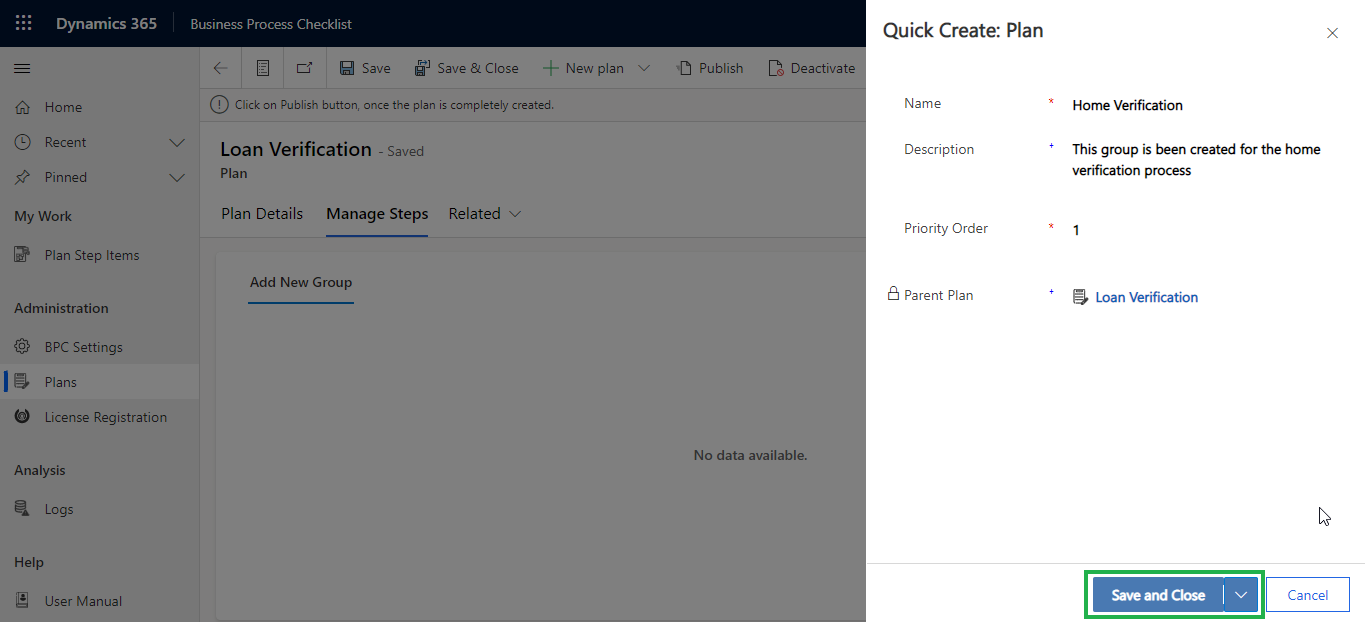 Dynamics 365
Business Process Checklist
Home
Recent
Pinned
My Work
Plan Step Items
Administration
BPC Settings
Plans
License Registration
Analysis
Logs
Help
User Manual
Save
Save & Close
New plan
Publish
Deactivate
Click on Publish button, once the plan is completely created.
Loan Verification - Saved
Plan
Plan Details
Manage Steps
Related
Add New Group
No data available.
Quick Create: Plan
Name * Home Verification
Description + This group is been created for the home
verification process
Priority Order * 1
Parent Plan + Loan Verification
Save and Close
Cancel